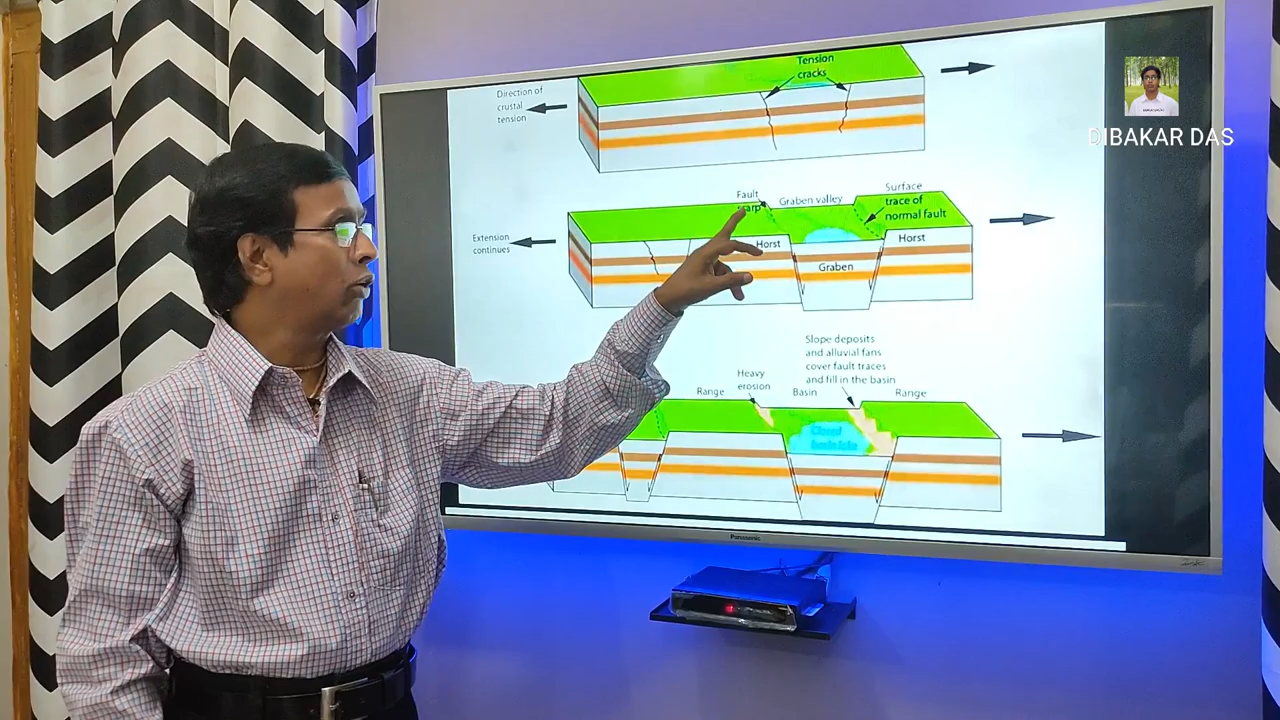 Tension
cracks
Direction of
crustal
tension
DIBAKAR DAS
Fault
scarp
Graben valley
Surface
trace of
normal fault
Extension
continues
Horst
Horst
Graben
Slope deposits
and alluvial fans
cover fault traces
and fill in the basin
Heavy
erosion
Range
Basin
Range
Closed
Panasonic